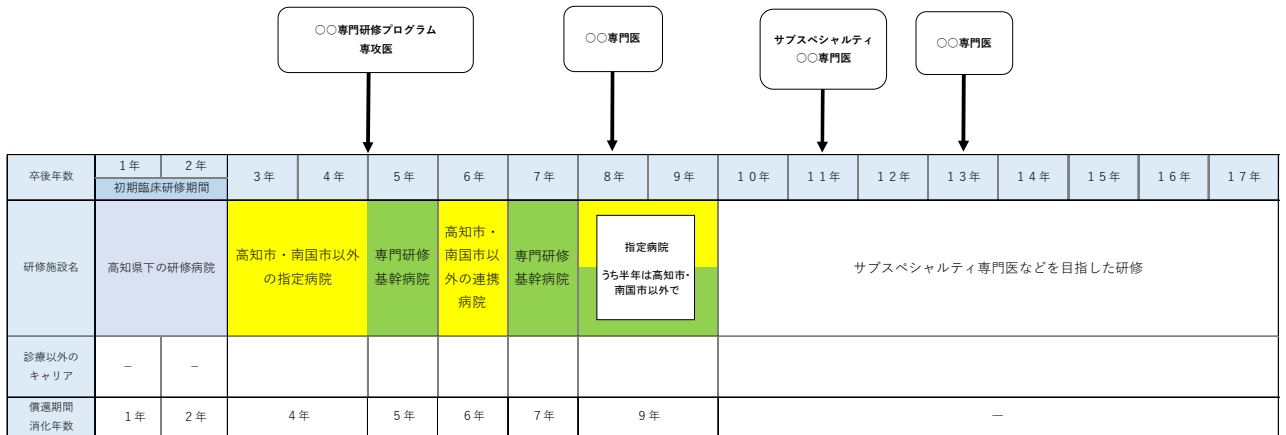 ○○専門研修プログラム
専攻医
○○専門医
サブスペシャルティ
○○専門医
○○専門医
卒後年数
1年
2年
初期臨床研修期間
3年
4年
5年
6年
7年
8年
9年
10年
11年
12年
13年
14年
15年
16年
17年
研修施設名
高知県下の研修病院
高知市・南国市以外
の指定病院
専門研修
基幹病院
高知市・
南国市以
外の連携
病院
専門研修
基幹病院
指定病院
うち半年は高知市・
南国市以外で
サブスペシャルティ専門医などを目指した研修
診療以外の
キャリア
−
−
償還期間
消化年数
1年
2年
4年
5年
6年
7年
9年
−